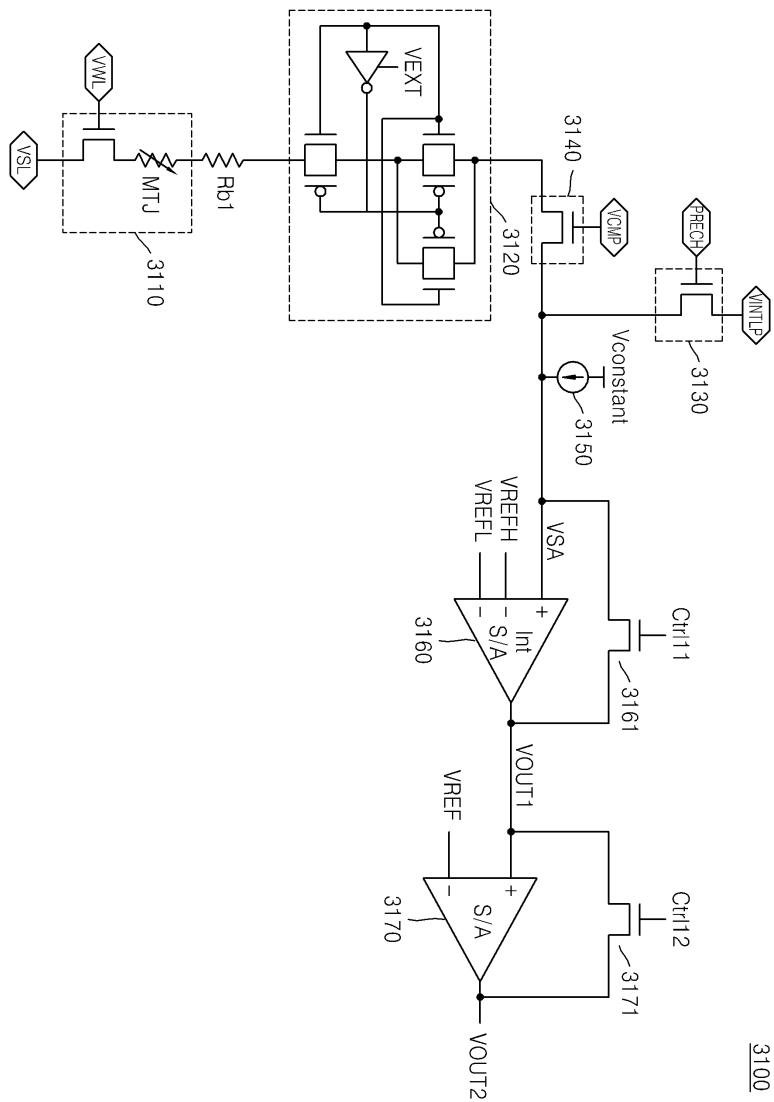 3100
VINTLP
PRECH
3130
VCMP
3140
Vconstant
3150
VEXT
3120
Rb1
MTJ
3110
VWL
VSL
Ctrl11
3161
VSA
VREFH
VREFL
+
-
-
Int
S/A
3160
VOUT1
Ctrl12
3171
VREF
+
-
S/A
3170
VOUT2